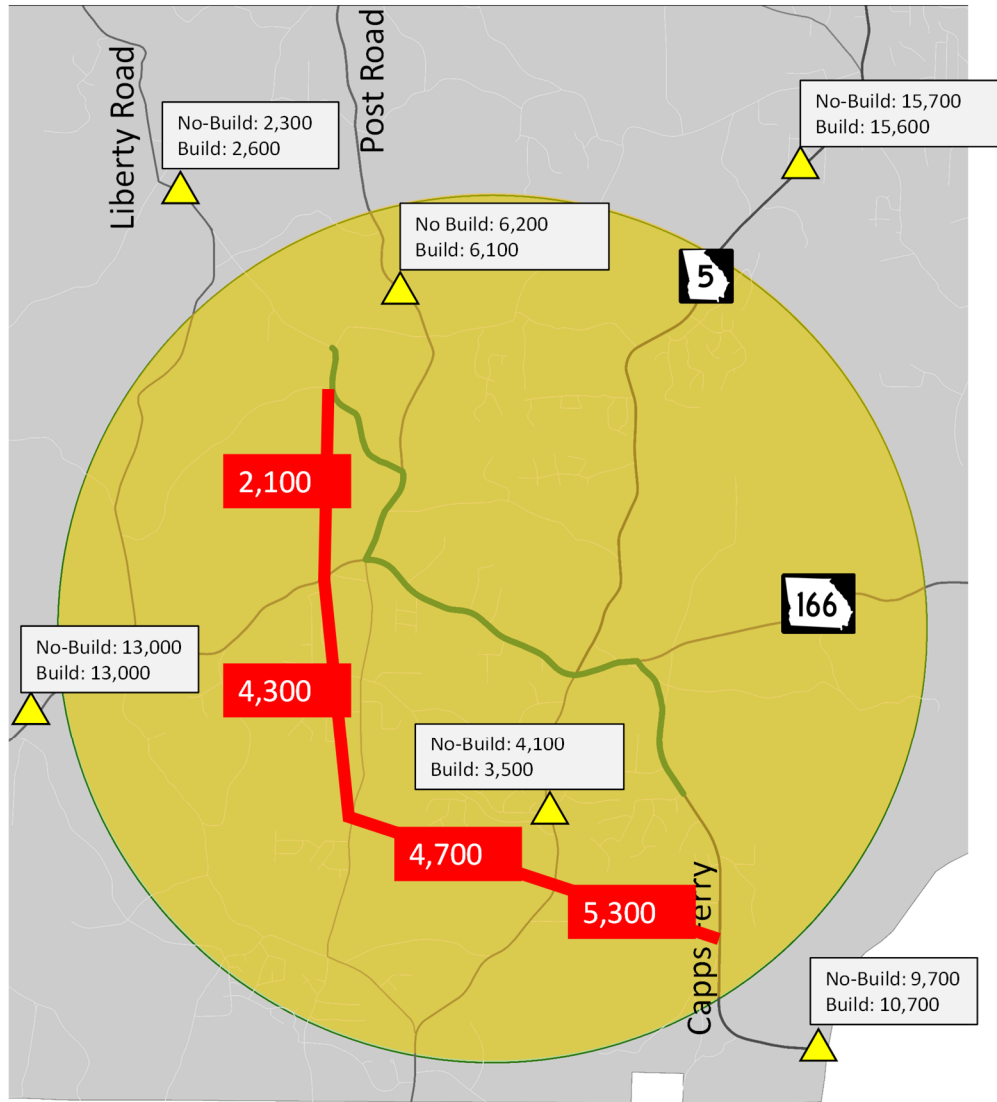 Liberty Road
Post Road
No-Build: 2,300
Build: 2,600
No-Build: 15,700
Build: 15,600
No Build: 6,200
Build: 6,100
5
2,100
166
No-Build: 13,000
Build: 13,000
4,300
No-Build: 4,100
Build: 3,500
4,700
5,300
Capps Ferry
No-Build: 9,700
Build: 10,700